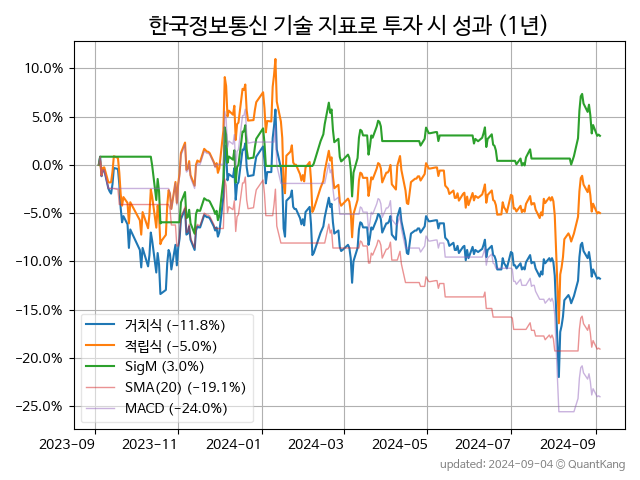 한국정보통신 기술 지표로 투자 시 성과 (1년)
10.0%
5.0%
0.0%
−5.0%
−10.0%
−15.0%
−20.0%
−25.0%
거치식 (−11.8%)
적립식 (−5.0%)
SigM (3.0%)
SMA(20) (−19.1%)
MACD (−24.0%)
2023-09 2023-11 2024-01 2024-03 2024-05 2024-07 2024-09
updated: 2024-09-04 © QuantKang